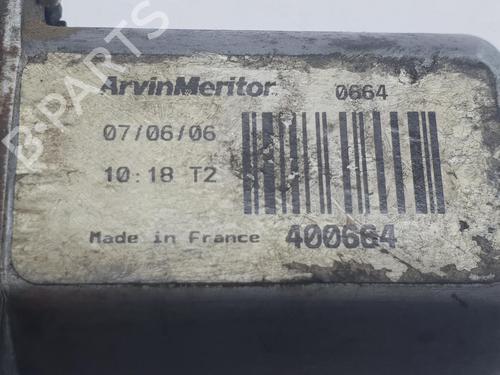 B-PARTS
ArvinMeritor 0664
07/06/06
10:18 T2
Made in France 400664